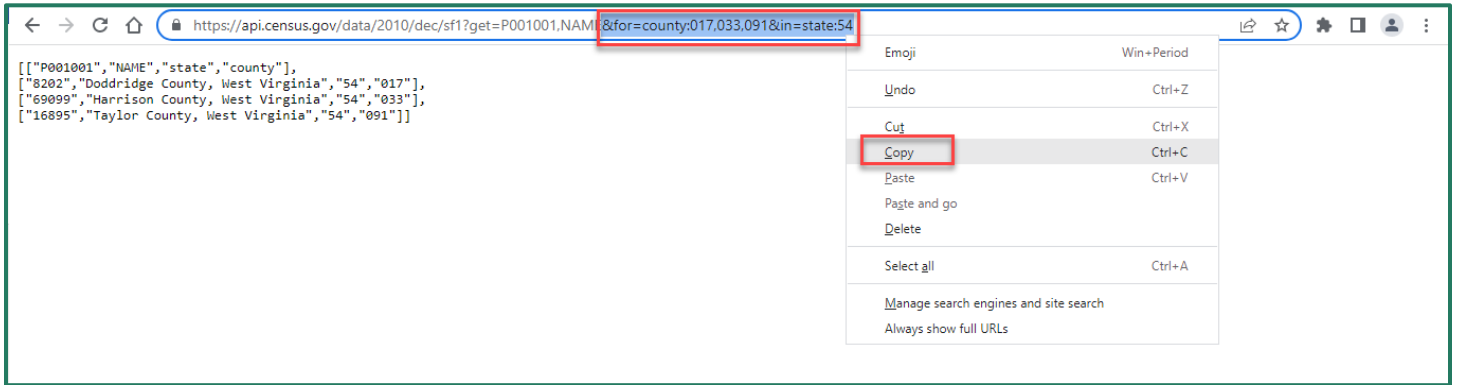 https://api.census.gov/data/2010/dec/sf1?get=P001001,NAME&for=county:017,033,091&in=state:54
[["P001001","NAME","state","county"],
["8202","Doddridge County, West Virginia","54","017"],
["69099","Harrison County, West Virginia","54","033"],
["16895","Taylor County, West Virginia","54","091"]]
Emoji Win+Period
Undo Ctrl+Z
Cut Ctrl+X
Copy Ctrl+C
Paste Ctrl+V
Paste and go
Delete
Select all Ctrl+A
Manage search engines and site search
Always show full URLs